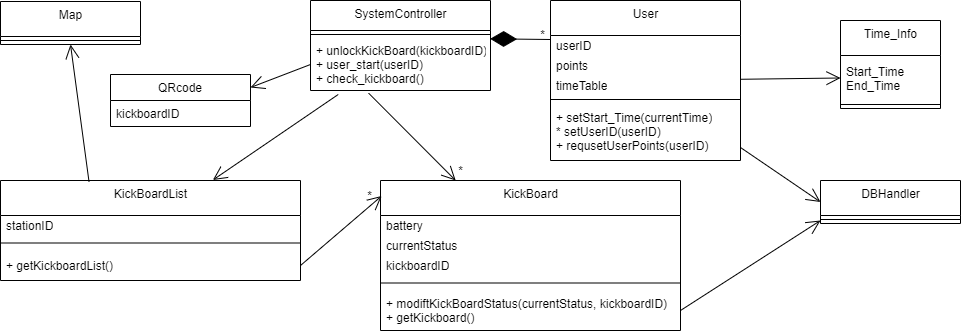 Map
SystemController
+ unlockKickBoard(kickboardID)
+ user_start(userID)
+ check_kickboard()
*
User
userID
points
timeTable
+ setStart_Time(currentTime)
* setUserID(userID)
+ requsetUserPoints(userID)
Time_Info
Start_Time
End_Time
QRcode
kickboardID
KickBoardList
stationID
+ getKickboardList()
*
*
KickBoard
battery
currentStatus
kickboardID
+ modiftKickBoardStatus(currentStatus, kickboardID)
+ getKickboard()
DBHandler